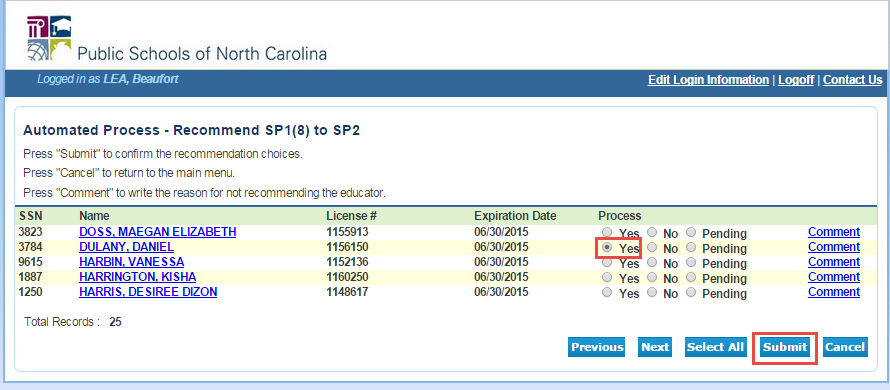 Public Schools of North Carolina
Logged in as LEA, Beaufort Edit Login Information | Logoff | Contact Us
Automated Process - Recommend SP1(8) to SP2
Press "Submit" to confirm the recommendation choices.
Press "Cancel" to return to the main menu.
Press "Comment" to write the reason for not recommending the educator.
SSN Name License # Expiration Date Process
3823 DOSS, MAEGAN ELIZABETH 1155913 06/30/2015 Yes No Pending Comment
3784 DULANY, DANIEL 1156150 06/30/2015 Yes No Pending Comment
9615 HARBIN, VANESSA 1152136 06/30/2015 Yes No Pending Comment
1887 HARRINGTON, KISHA 1160250 06/30/2015 Yes No Pending Comment
1250 HARRIS, DESIREE DIZON 1148617 06/30/2015 Yes No Pending Comment
Total Records : 25
Previous Next Select All Submit Cancel